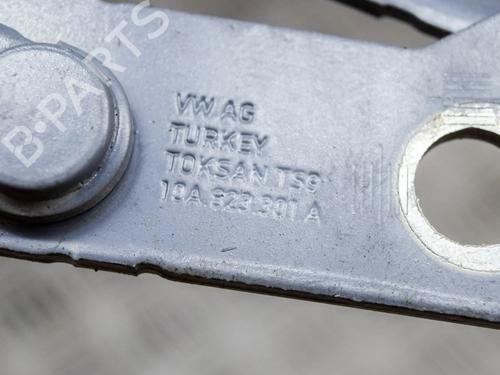 B-PARTS
VW AG
TURKEY
TOKSAN TS9
10A.823.301 A